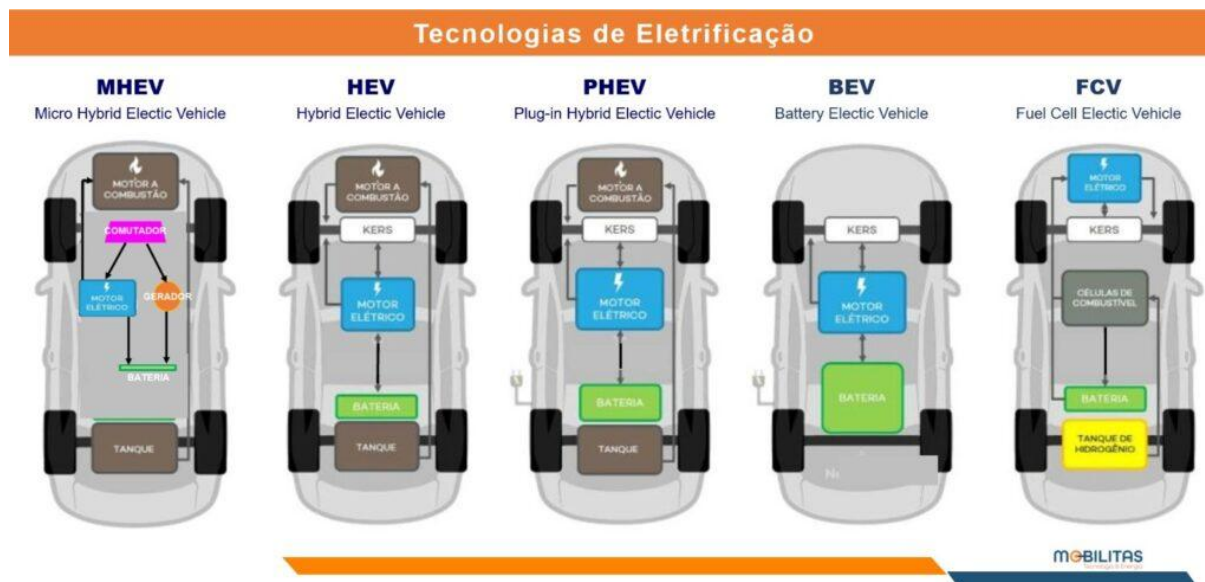 Tecnologias de Eletrificação
MHEV
Micro Hybrid Electic Vehicle
MOTOR A
COMBUSTÃO
COMUTADOR
MOTOR
ELÉTRICO
GERADOR
BATERIA
TANQUE
HEV
Hybrid Electic Vehicle
MOTOR A
COMBUSTÃO
KERS
MOTOR
ELÉTRICO
BATERIA
TANQUE
PHEV
Plug-in Hybrid Electic Vehicle
MOTOR A
COMBUSTÃO
KERS
MOTOR
ELÉTRICO
BATERIA
TANQUE
BEV
Battery Electic Vehicle
KERS
MOTOR
ELÉTRICO
BATERIA
FCV
Fuel Cell Electic Vehicle
MOTOR
ELÉTRICO
KERS
CÉLULAS DE
COMBUSTÍVEL
BATERIA
TANQUE DE
HIDROGÊNIO
MOBILITAS
Tecnologia e Energia